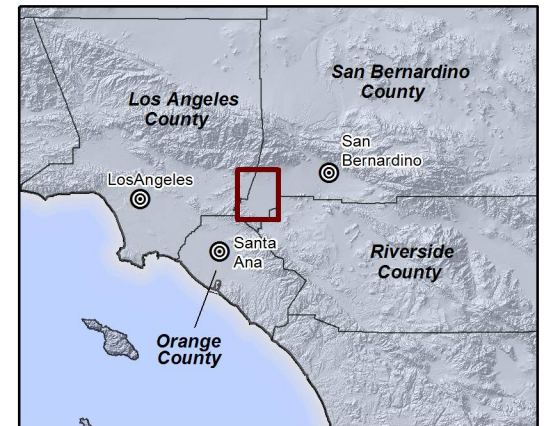 San Bernardino
County
Los Angeles
County
San
Bernardino
LosAngeles
Santa
Ana
Riverside
County
Orange
County